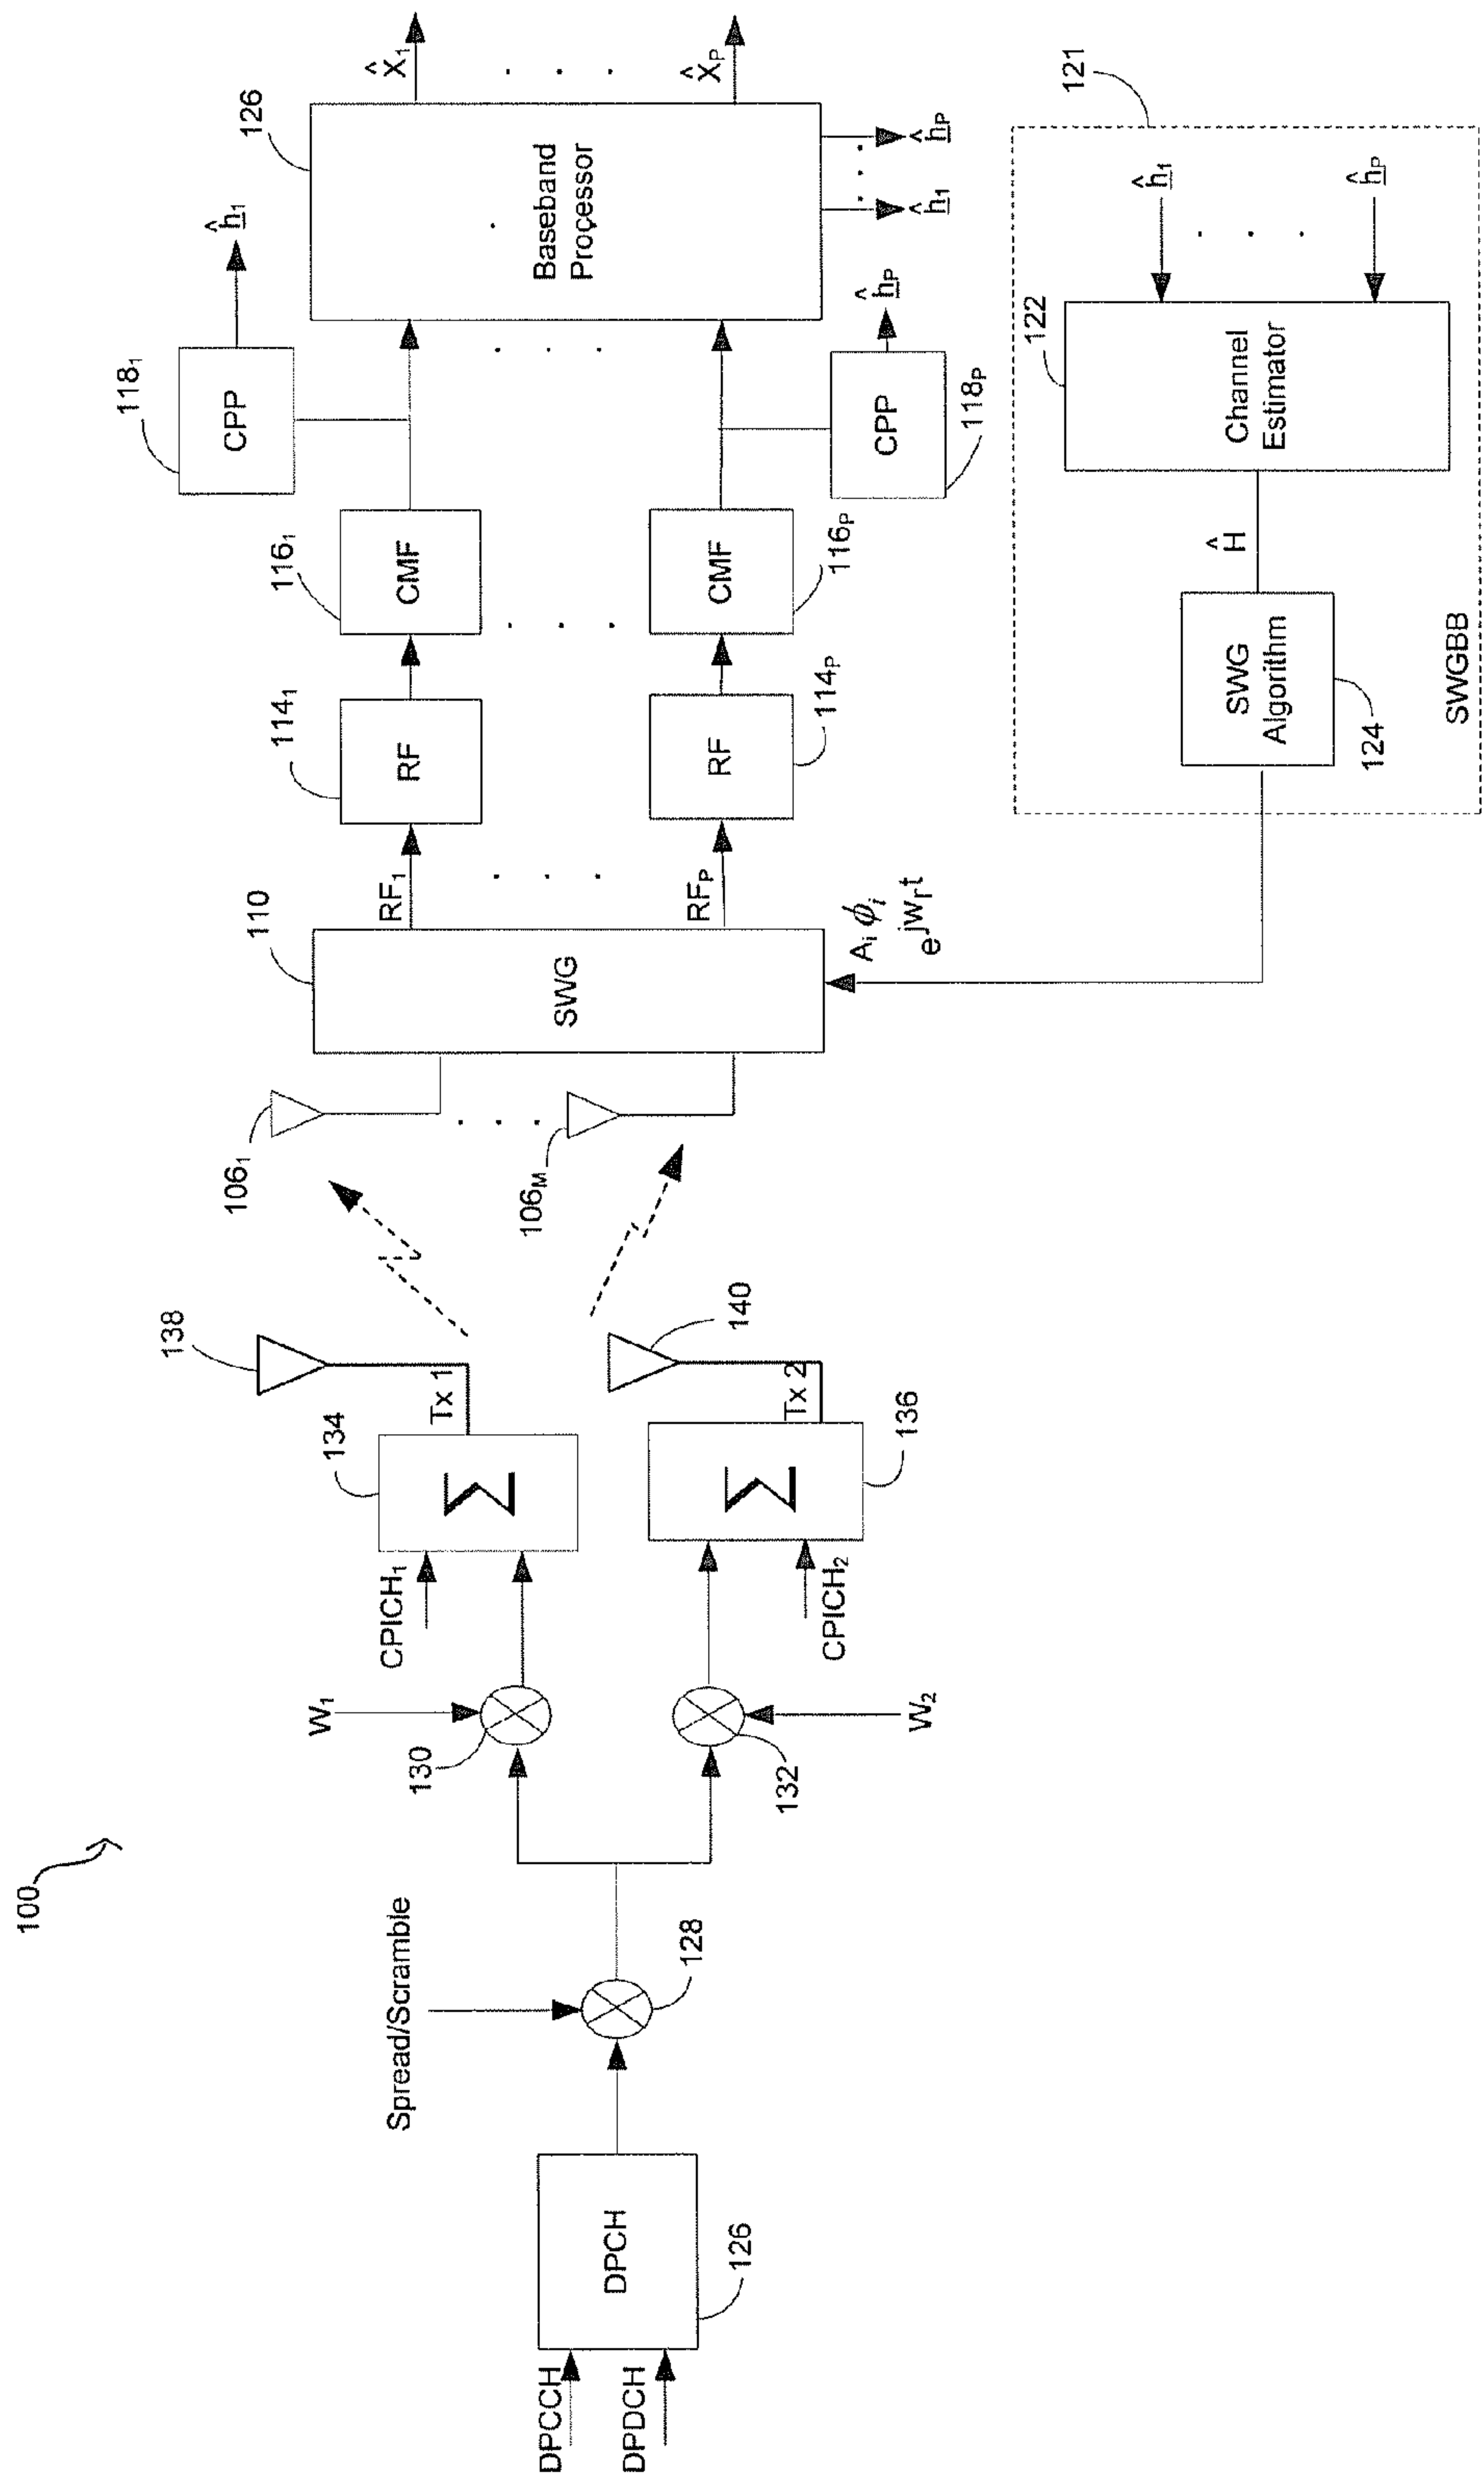 100
DPCCH
DPDCH
DPCH
126
Spread/Scramble
128
W₁
130
132
W₂
CPICH₁
134
Σ
Tx 1
138
CPICH₂
136
Σ
Tx 2
140
106₁
. . .
106M
110
SWG
RF₁
. . .
RFP
Aᵢ ϕᵢ
e^jwᵣt
114₁
RF
114P
RF
116₁
CMF
. . .
116P
CMF
118₁
CPP
ĥ₁
118P
CPP
ĥP
. . .
126
Baseband
Processor
X̂₁
. . .
X̂P
ĥ₁ . . . ĥP
121
122
Channel
Estimator
ĥ₁
. . .
ĥP
Ĥ
SWG
Algorithm
124
SWGBB